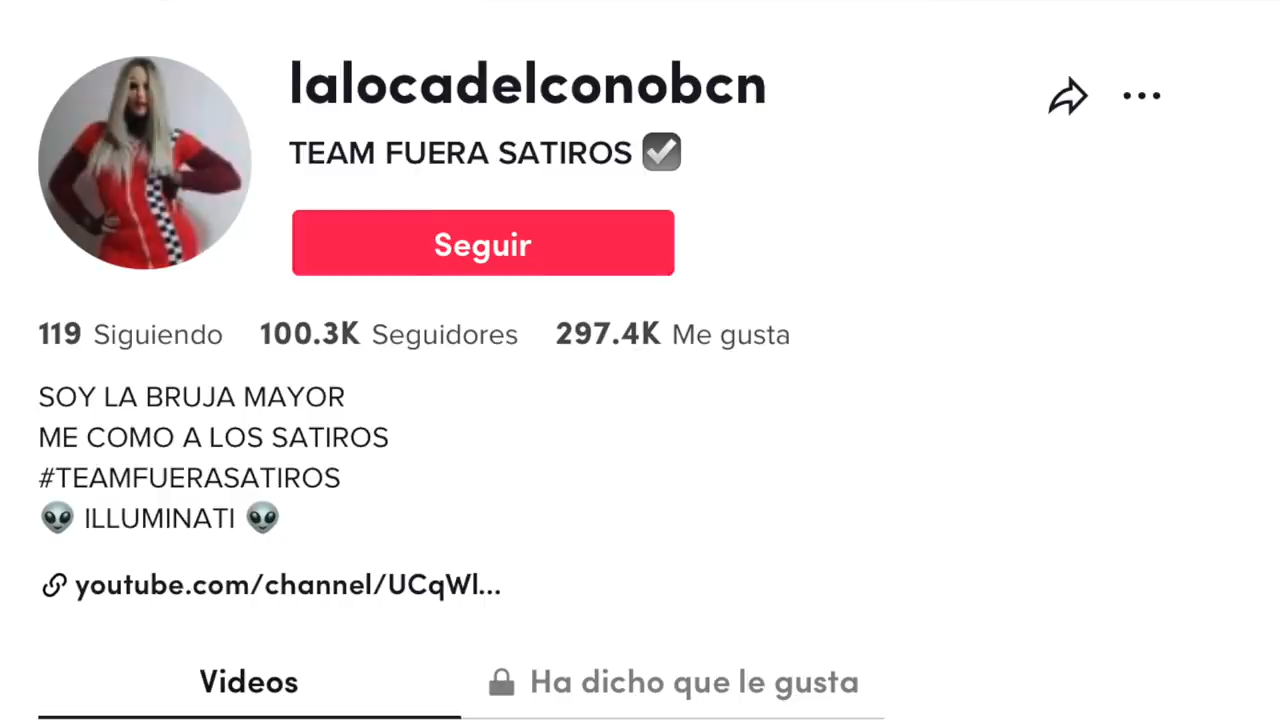 lalocadelconobcn
TEAM FUERA SATIROS ☑
Seguir
119 Siguiendo 100.3K Seguidores 297.4K Me gusta
SOY LA BRUJA MAYOR
ME COMO A LOS SATIROS
#TEAMFUERASATIROS
👽 ILLUMINATI 👽
youtube.com/channel/UCqWl...
Videos Ha dicho que le gusta